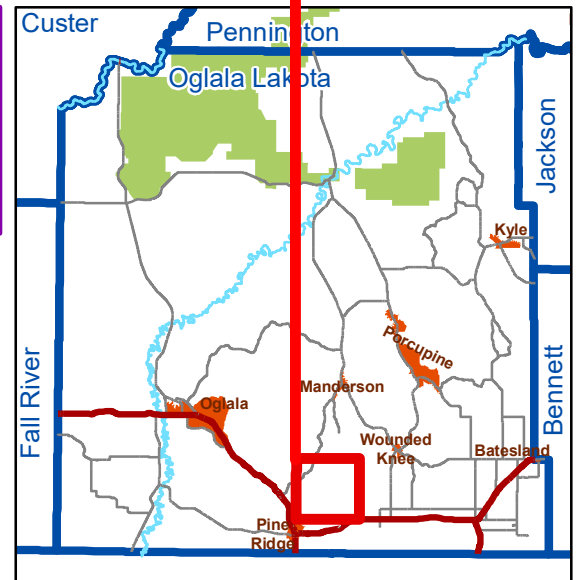 Custer
Pennington
Oglala Lakota
Jackson
Kyle
Porcupine
Fall River
Manderson
Oglala
Bennett
Wounded
Knee
Batesland
Pine
Ridge